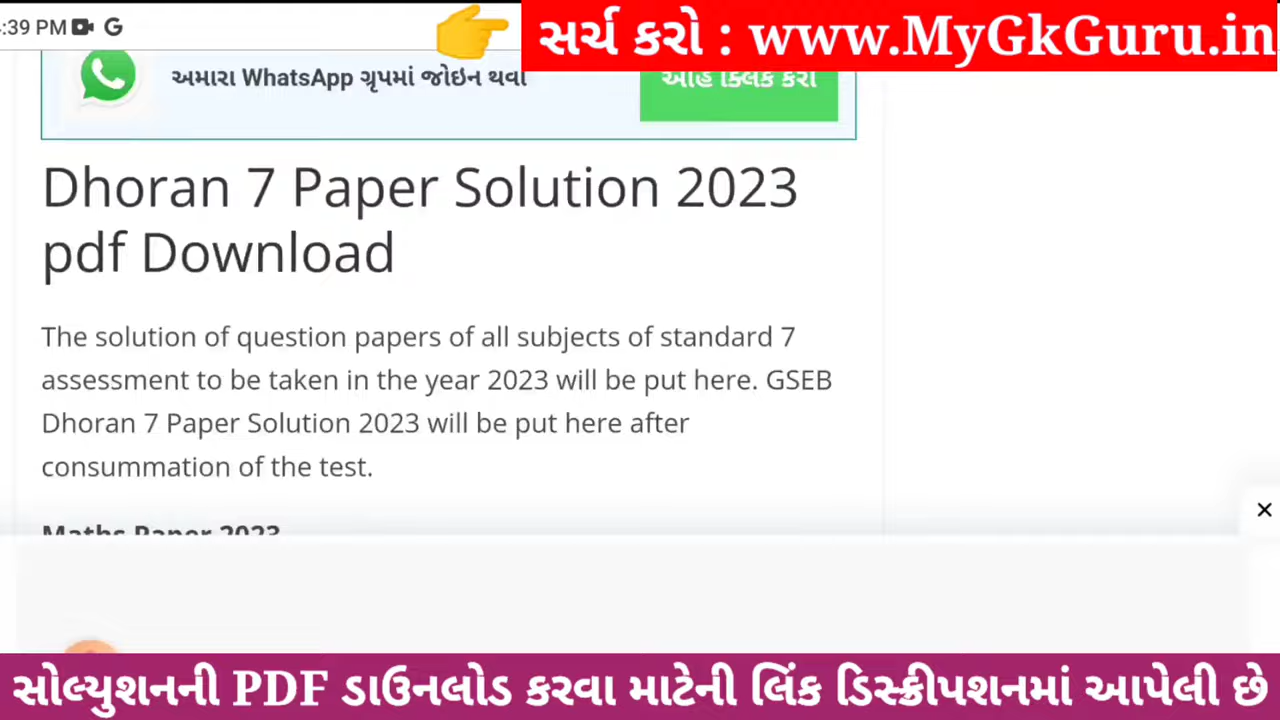 :39 PM G
👉 સર્ચ કરો : www.MyGkGuru.in
અમારા WhatsApp ગ્રૂપમાં જોઇન થવા
અહિ ક્લિક કરો
Dhoran 7 Paper Solution 2023
pdf Download
The solution of question papers of all subjects of standard 7
assessment to be taken in the year 2023 will be put here. GSEB
Dhoran 7 Paper Solution 2023 will be put here after
consummation of the test.
Maths Paper 2023
સોલ્યુશનની PDF ડાઉનલોડ કરવા માટેની લિંક ડિસ્ક્રીપશનમાં આપેલી છે